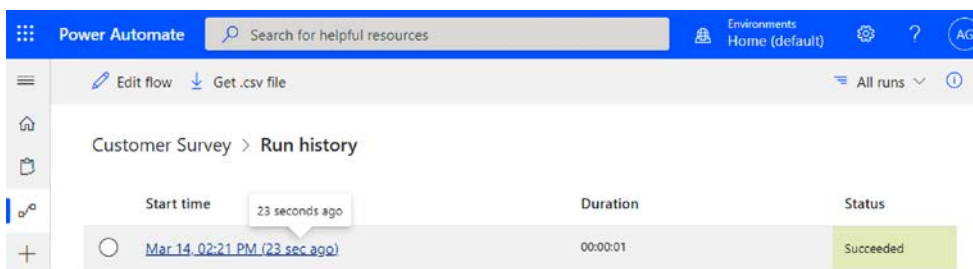 Power Automate
Search for helpful resources
Environments
Home (default)
?
AG
Edit flow
Get .csv file
All runs
Customer Survey > Run history
Start time
23 seconds ago
Duration
Status
Mar 14, 02:21 PM (23 sec ago)
00:00:01
Succeeded